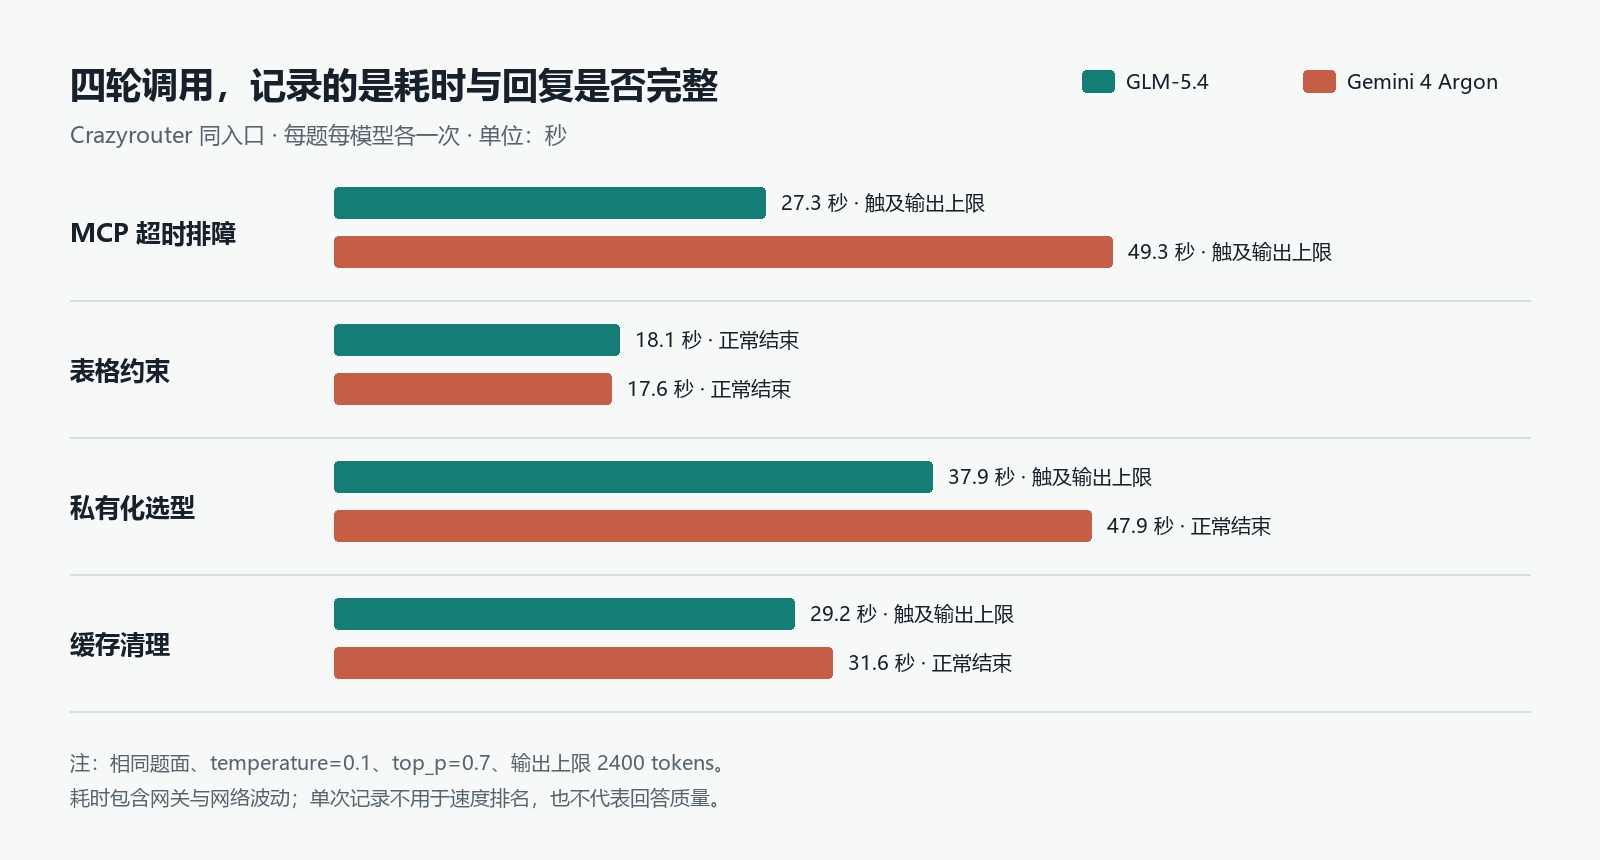 四轮调用，记录的是耗时与回复是否完整
GLM-5.4
Gemini 4 Argon
Crazyrouter 同入口 · 每题每模型各一次 · 单位：秒
MCP 超时排障
27.3 秒 · 触及输出上限
49.3 秒 · 触及输出上限
表格约束
18.1 秒 · 正常结束
17.6 秒 · 正常结束
私有化选型
37.9 秒 · 触及输出上限
47.9 秒 · 正常结束
缓存清理
29.2 秒 · 触及输出上限
31.6 秒 · 正常结束
注：相同题面、temperature=0.1、top_p=0.7、输出上限 2400 tokens。
耗时包含网关与网络波动；单次记录不用于速度排名，也不代表回答质量。